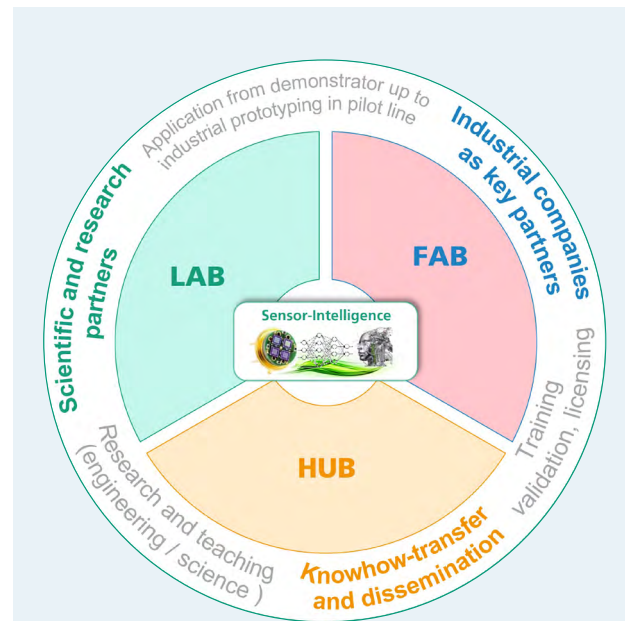 Application from demonstrator up to
industrial prototyping in pilot line
Industrial companies
as key partners
Scientific and research
partners
LAB
FAB
Sensor-Intelligence
HUB
Training
validation, licensing
Research and teaching
(engineering / science )
Knowhow-transfer
and dissemination